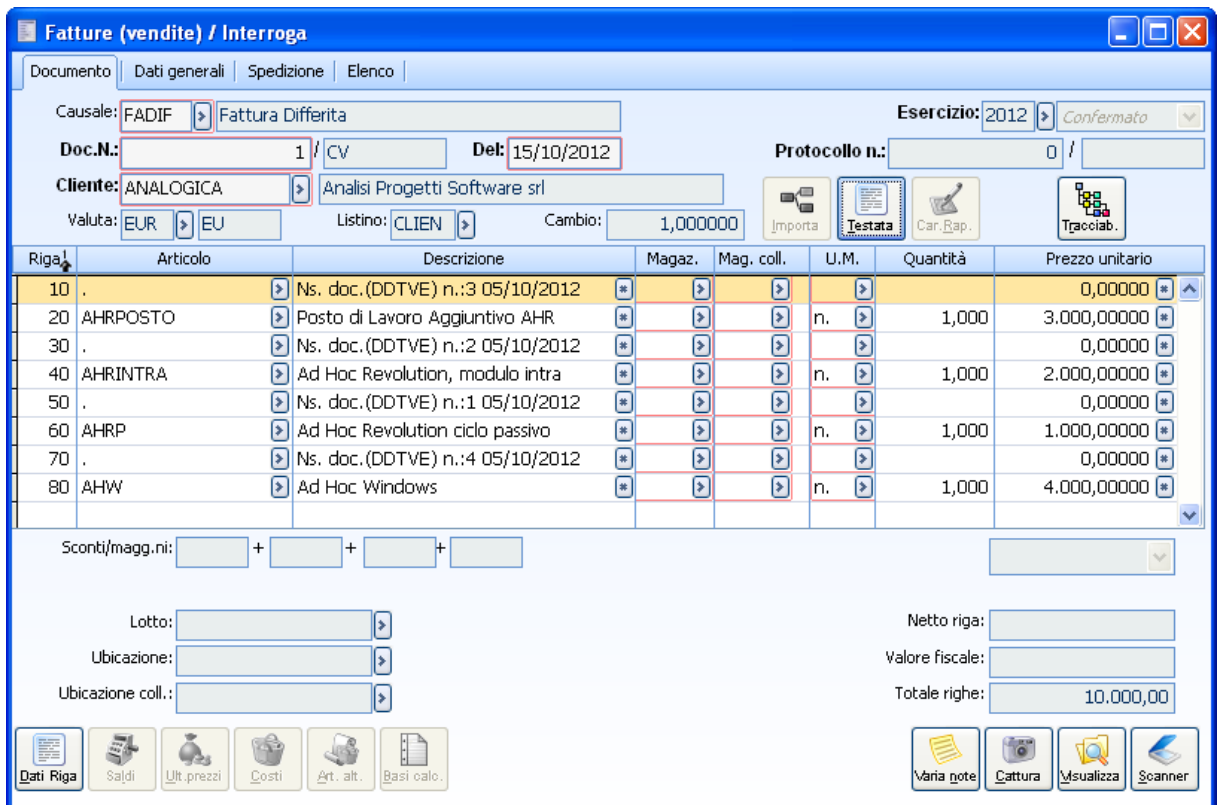 Fatture (vendite) / Interroga
Documento Dati generali Spedizione Elenco
Causale: FADIF Fattura Differita Esercizio: 2012 Confermato
Doc.N.: 1 / CV Del: 15/10/2012 Protocollo n.: 0 /
Cliente: ANALOGICA Analisi Progetti Software srl
Valuta: EUR EU Listino: CLIEN Cambio: 1,000000 Importa Testata Car.Rap. Tracciab.
Riga Articolo Descrizione Magaz. Mag. coll. U.M. Quantità Prezzo unitario
10 . Ns. doc.(DDTVE) n.:3 05/10/2012 0,00000
20 AHRPOSTO Posto di Lavoro Aggiuntivo AHR n. 1,000 3.000,00000
30 . Ns. doc.(DDTVE) n.:2 05/10/2012 0,00000
40 AHRINTRA Ad Hoc Revolution, modulo intra n. 1,000 2.000,00000
50 . Ns. doc.(DDTVE) n.:1 05/10/2012 0,00000
60 AHRP Ad Hoc Revolution ciclo passivo n. 1,000 1.000,00000
70 . Ns. doc.(DDTVE) n.:4 05/10/2012 0,00000
80 AHW Ad Hoc Windows n. 1,000 4.000,00000
Sconti/magg.ni: + + +
Lotto: Netto riga:
Ubicazione: Valore fiscale:
Ubicazione coll.: Totale righe: 10.000,00
Dati Riga Saldi Ult.prezzi Costi Art. alt. Basi calc. Varia note Cattura Visualizza Scanner